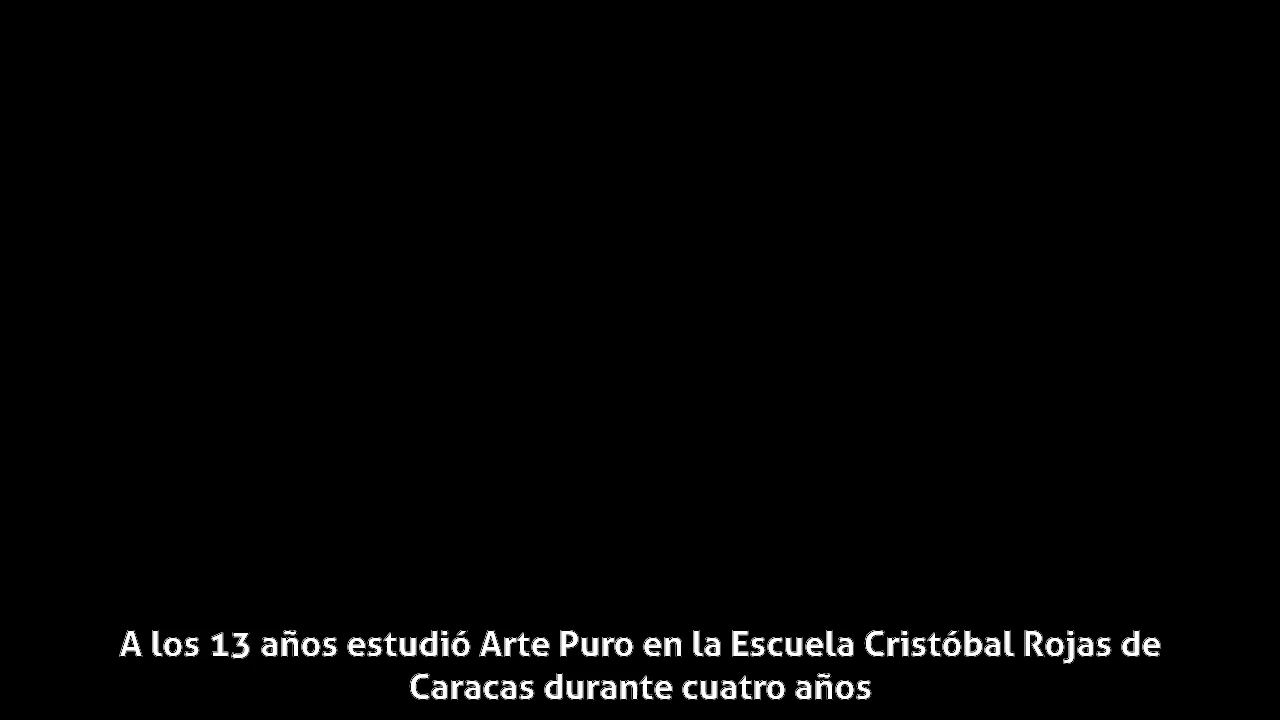 A los 13 años estudió Arte Puro en la Escuela Cristóbal Rojas de
Caracas durante cuatro años